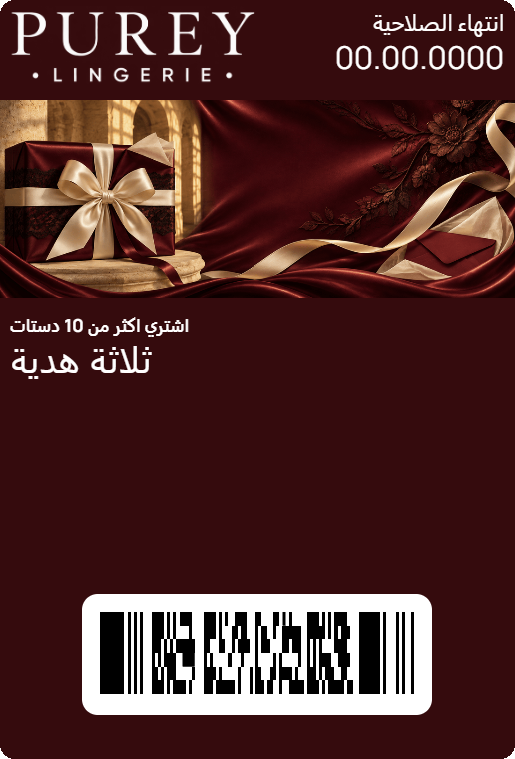 PUREY
• LINGERIE •
انتهاء الصلاحية
00.00.0000
اشتري اكثر من 10 دستات
ثلاثة هدية